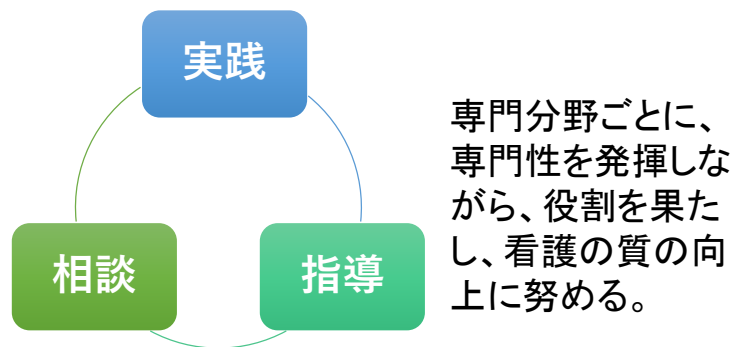 実践
相談
指導
専門分野ごとに、
専門性を発揮しな
がら、役割を果た
し、看護の質の向
上に努める。